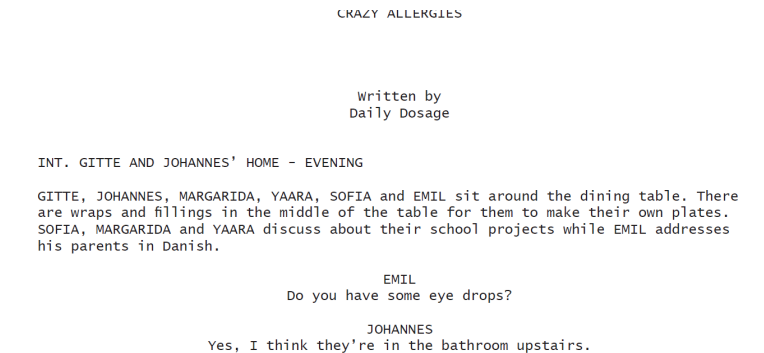 CRAZY ALLERGIES
Written by
Daily Dosage
INT. GITTE AND JOHANNES’ HOME - EVENING
GITTE, JOHANNES, MARGARIDA, YAARA, SOFIA and EMIL sit around the dining table. There
are wraps and fillings in the middle of the table for them to make their own plates.
SOFIA, MARGARIDA and YAARA discuss about their school projects while EMIL addresses
his parents in Danish.
EMIL
Do you have some eye drops?
JOHANNES
Yes, I think they’re in the bathroom upstairs.